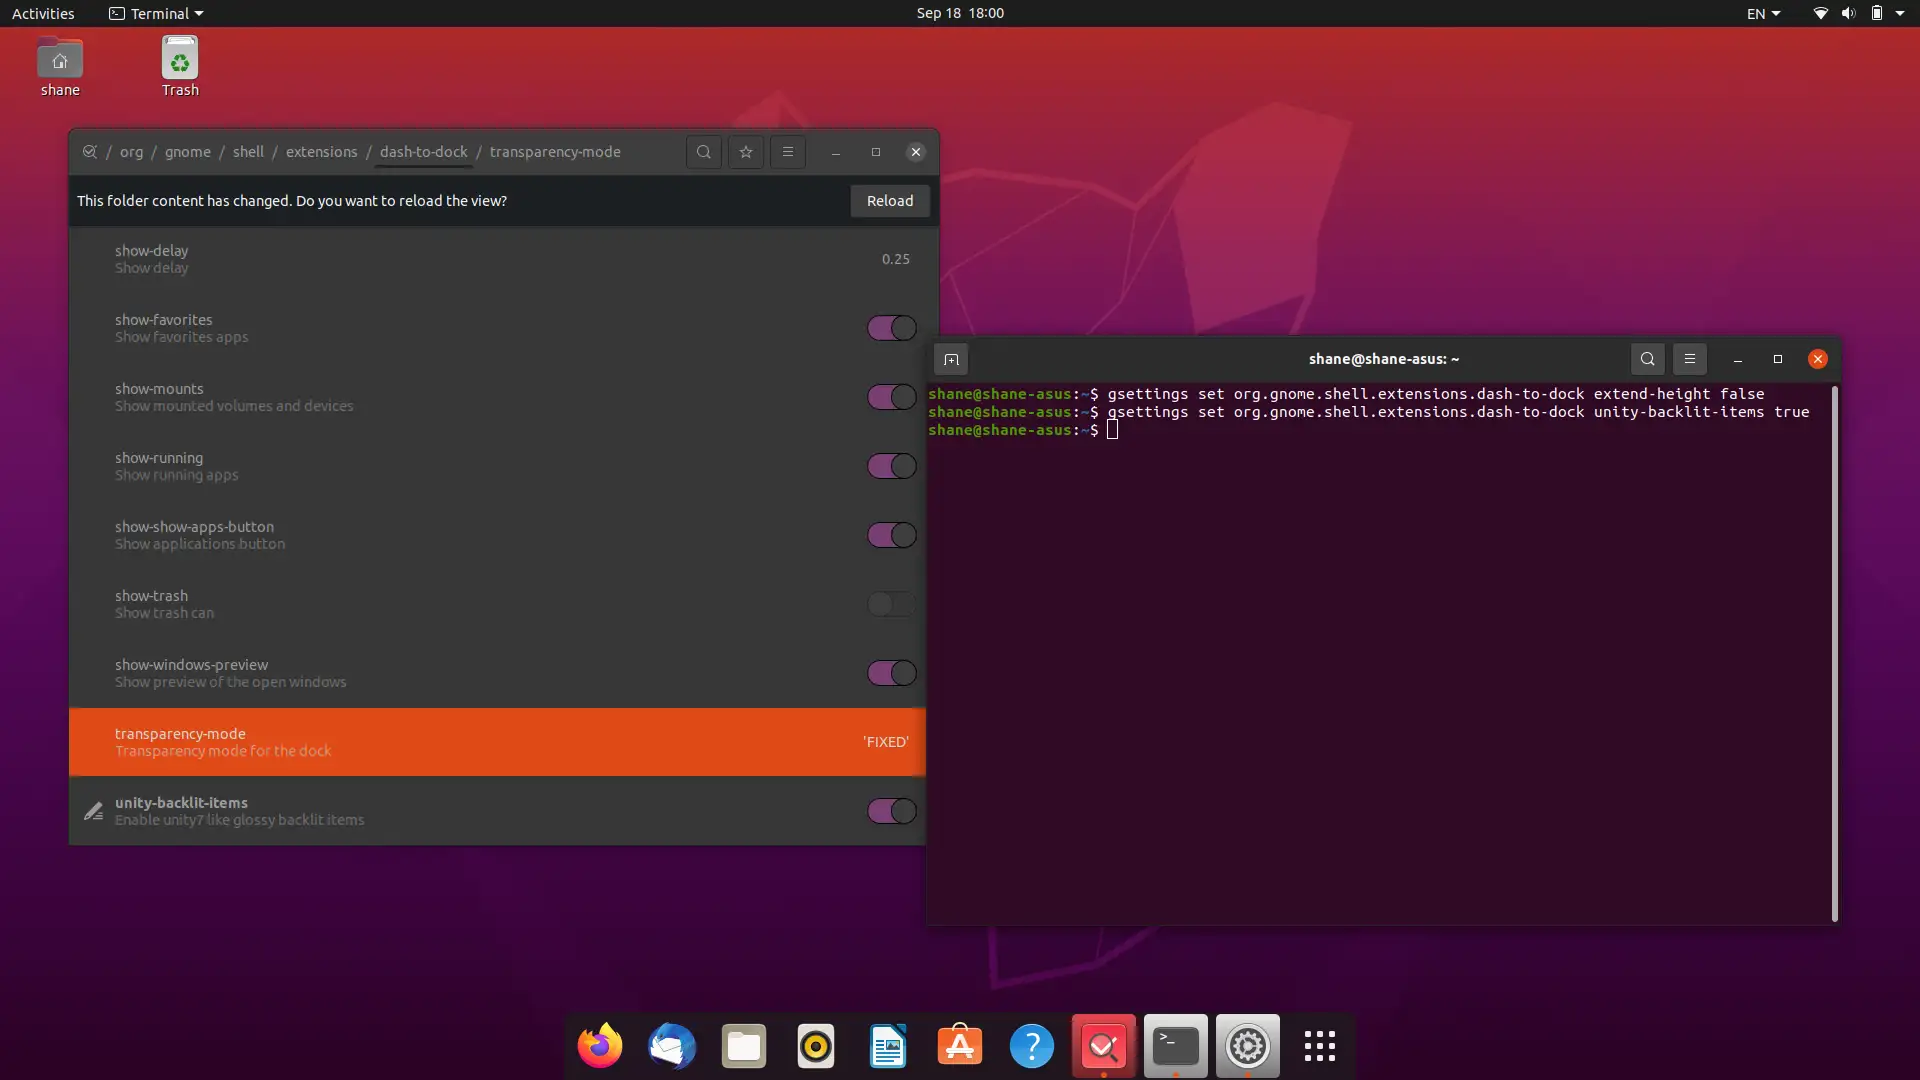 Activities Terminal Sep 18 18:00 EN
shane Trash
/ org / gnome / shell / extensions / dash-to-dock / transparency-mode
This folder content has changed. Do you want to reload the view? Reload
show-delay
Show delay
0.25
show-favorites
Show favorites apps
show-mounts
Show mounted volumes and devices
show-running
Show running apps
show-show-apps-button
Show applications button
show-trash
Show trash can
show-windows-preview
Show preview of the open windows
transparency-mode
Transparency mode for the dock
'FIXED'
unity-backlit-items
Enable unity7 like glossy backlit items
shane@shane-asus: ~
shane@shane-asus:~$ gsettings set org.gnome.shell.extensions.dash-to-dock extend-height false
shane@shane-asus:~$ gsettings set org.gnome.shell.extensions.dash-to-dock unity-backlit-items true
shane@shane-asus:~$